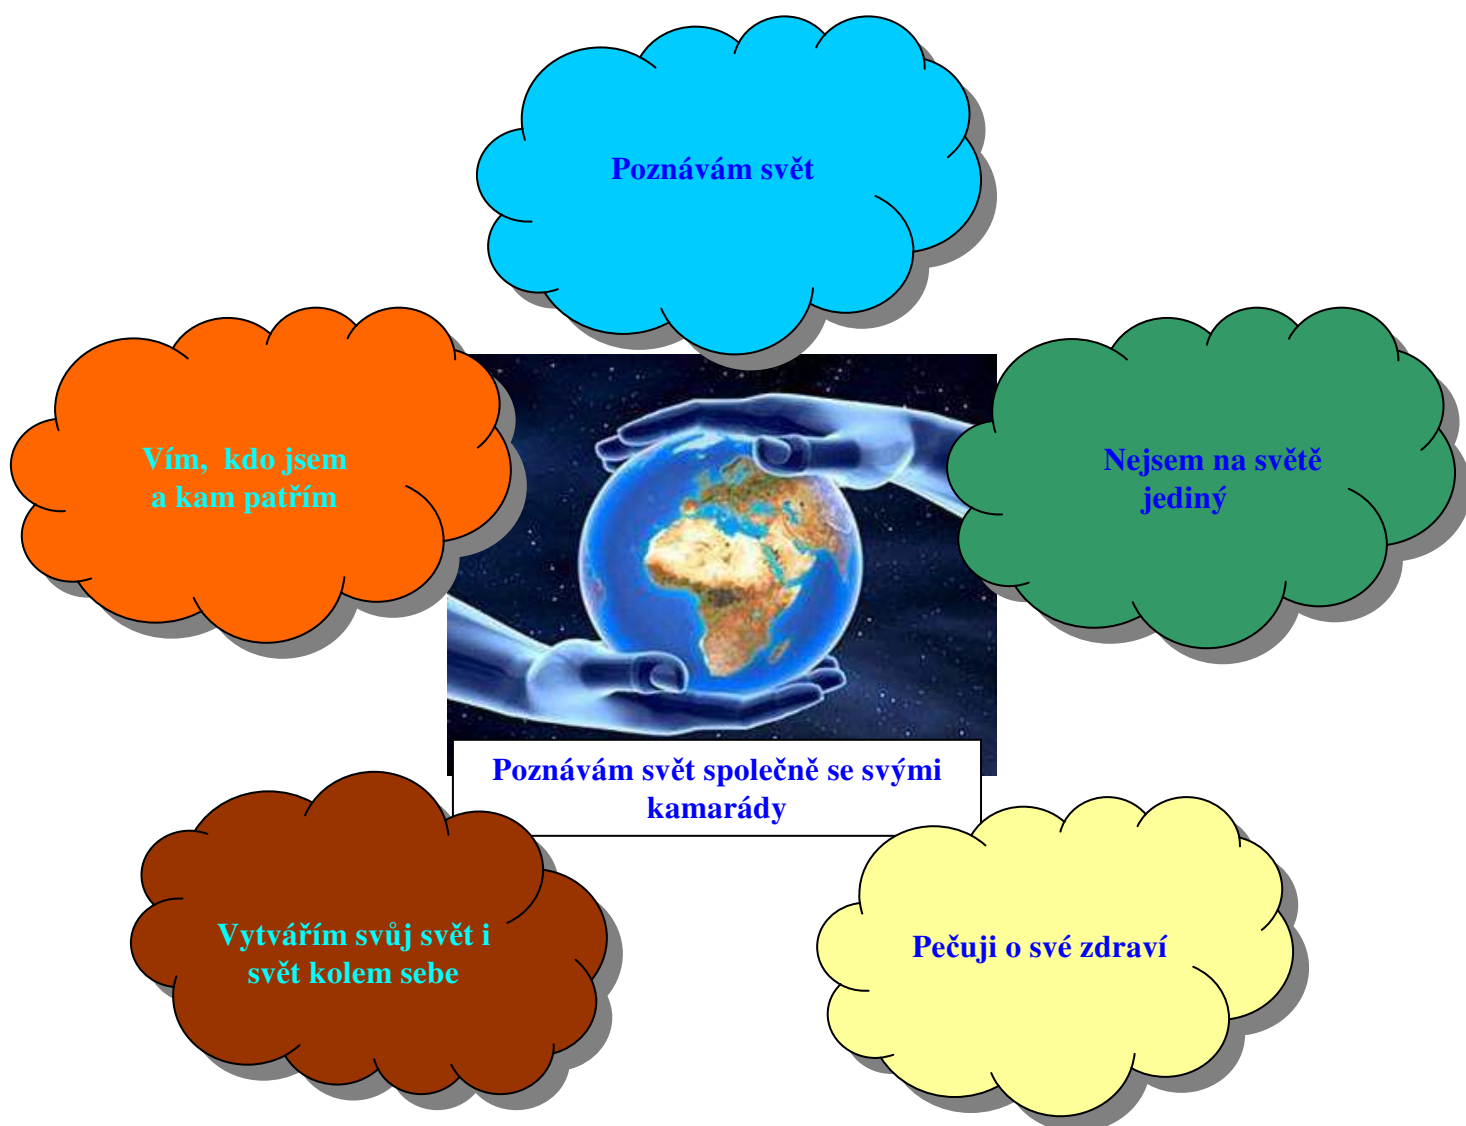 Poznávám svět
Vím, kdo jsem
a kam patřím
Nejsem na světě
jediný
Poznávám svět společně se svými
kamarády
Vytvářím svůj svět i
svět kolem sebe
Pečuji o své zdraví